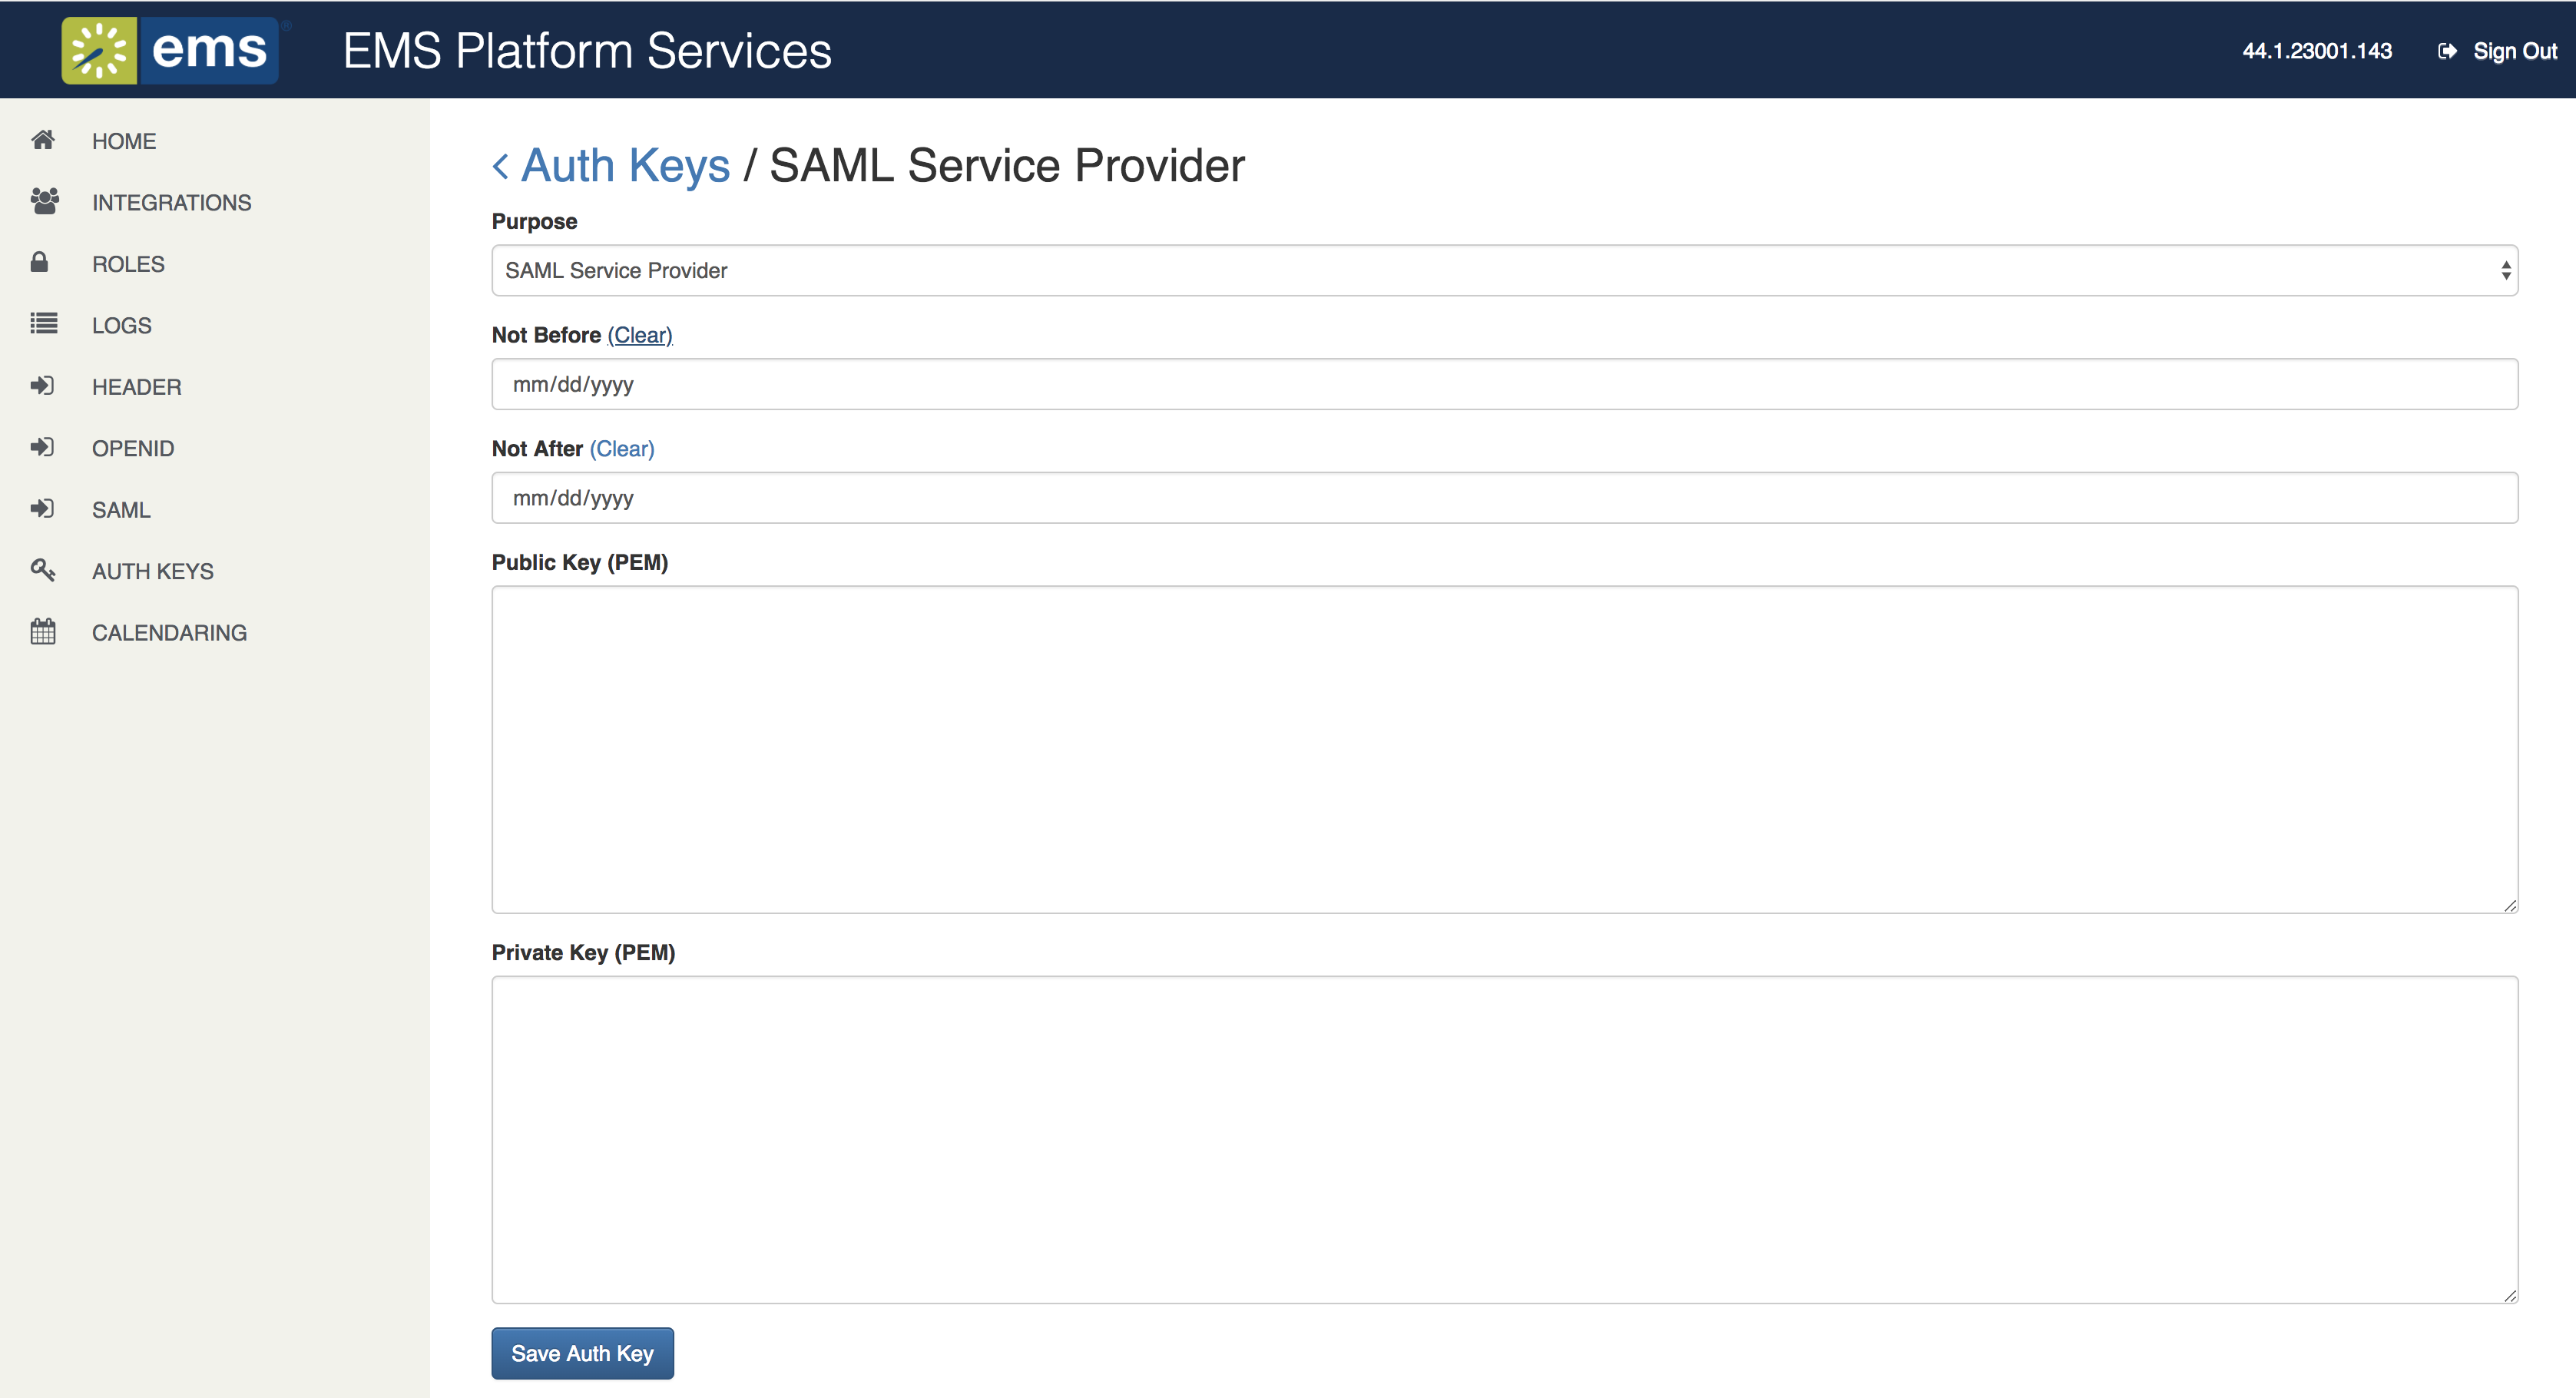 ems ®
EMS Platform Services
44.1.23001.143
Sign Out
HOME
INTEGRATIONS
ROLES
LOGS
HEADER
OPENID
SAML
AUTH KEYS
CALENDARING
< Auth Keys / SAML Service Provider
Purpose
SAML Service Provider
Not Before (Clear)
mm/dd/yyyy
Not After (Clear)
mm/dd/yyyy
Public Key (PEM)
Private Key (PEM)
Save Auth Key